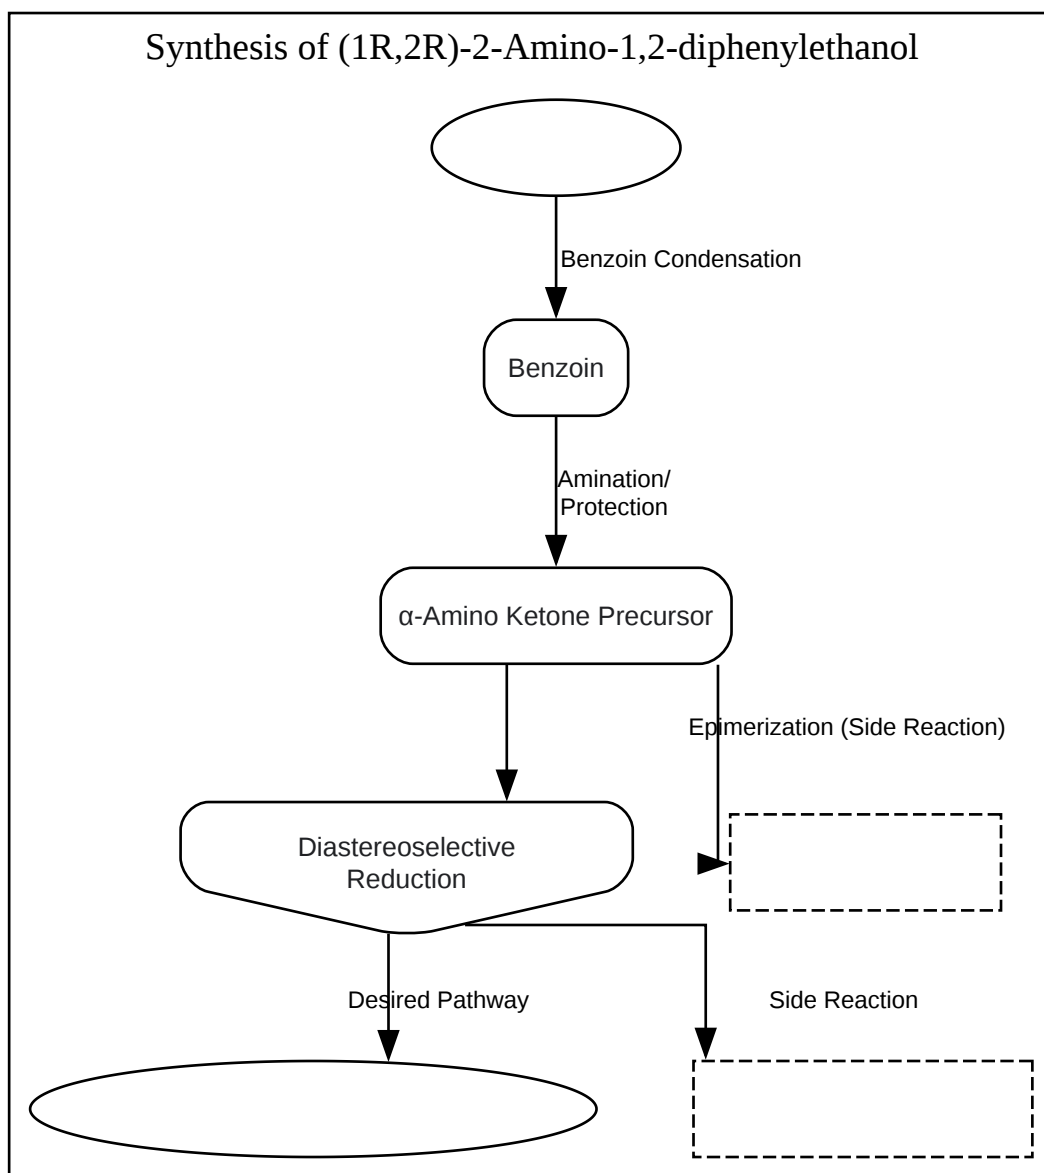 Synthesis of (1R,2R)-2-Amino-1,2-diphenylethanol
Benzoin Condensation
Benzoin
Amination/
Protection
α-Amino Ketone Precursor
Epimerization (Side Reaction)
Diastereoselective
Reduction
Desired Pathway
Side Reaction